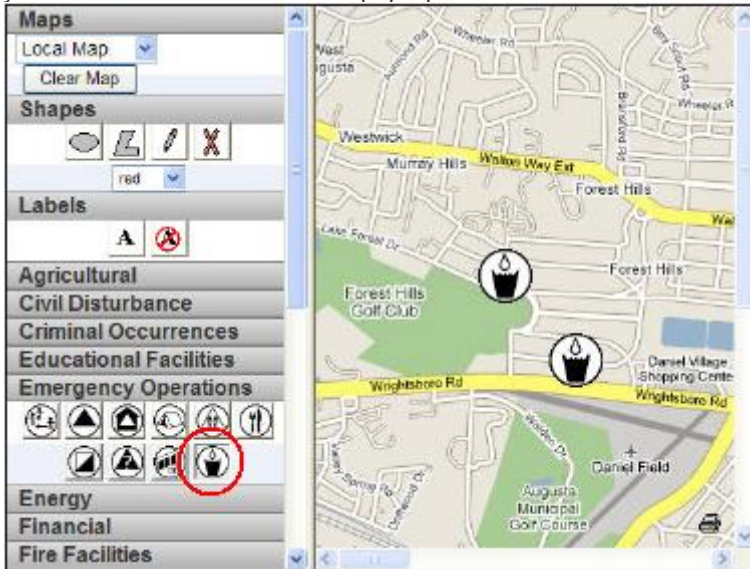 Maps
Local Map
Clear Map
Shapes
red
Labels
A
A
Agricultural
Civil Disturbance
Criminal Occurrences
Educational Facilities
Emergency Operations
Energy
Financial
Fire Facilities
West
Augusta
Wheeler Rd
Wheeler R
Bransford Rd
Westwick
Murray Hills
Walton Way Ext
Forest Hills
Wal
Lake Forest Dr
Forest Hills
Forest Hills
Golf Club
Daniel Village
Shopping Cente
Wrightsboro Rd
Wrightsboro Rd
Daniel Field
Augusta
Municipal
Golf Course